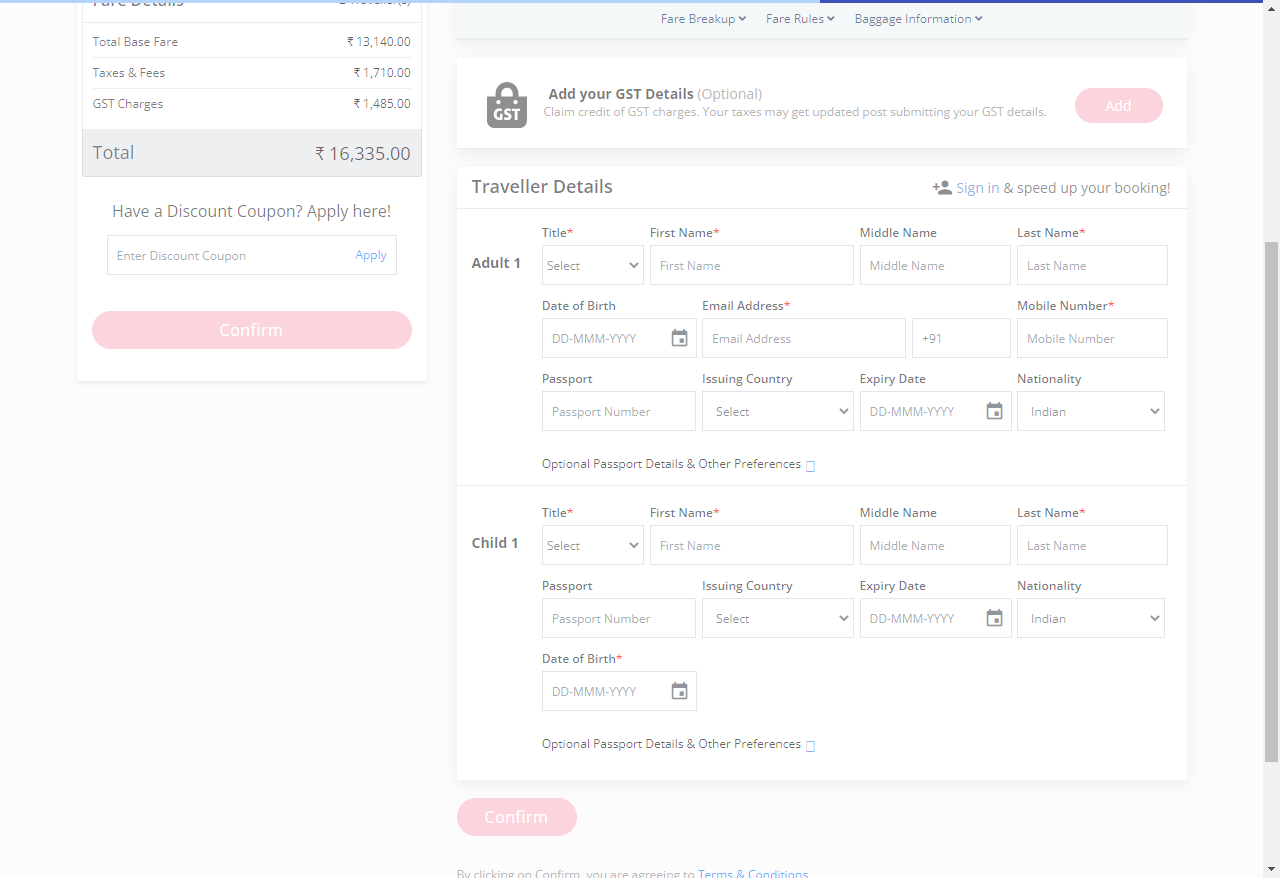 Fare Details 2 Traveller(s)
Total Base Fare ₹ 13,140.00
Taxes & Fees ₹ 1,710.00
GST Charges ₹ 1,485.00
Total ₹ 16,335.00
Have a Discount Coupon? Apply here!
Enter Discount Coupon Apply
Confirm
Fare Breakup Fare Rules Baggage Information
GST
Add your GST Details (Optional)
Claim credit of GST charges. Your taxes may get updated post submitting your GST details.
Add
Traveller Details Sign in & speed up your booking!
Title* First Name* Middle Name Last Name*
Adult 1 Select First Name Middle Name Last Name
Date of Birth Email Address* Mobile Number*
DD-MMM-YYYY Email Address +91 Mobile Number
Passport Issuing Country Expiry Date Nationality
Passport Number Select DD-MMM-YYYY Indian
Optional Passport Details & Other Preferences
Title* First Name* Middle Name Last Name*
Child 1 Select First Name Middle Name Last Name
Passport Issuing Country Expiry Date Nationality
Passport Number Select DD-MMM-YYYY Indian
Date of Birth*
DD-MMM-YYYY
Optional Passport Details & Other Preferences
Confirm
By clicking on Confirm, you are agreeing to Terms & Conditions